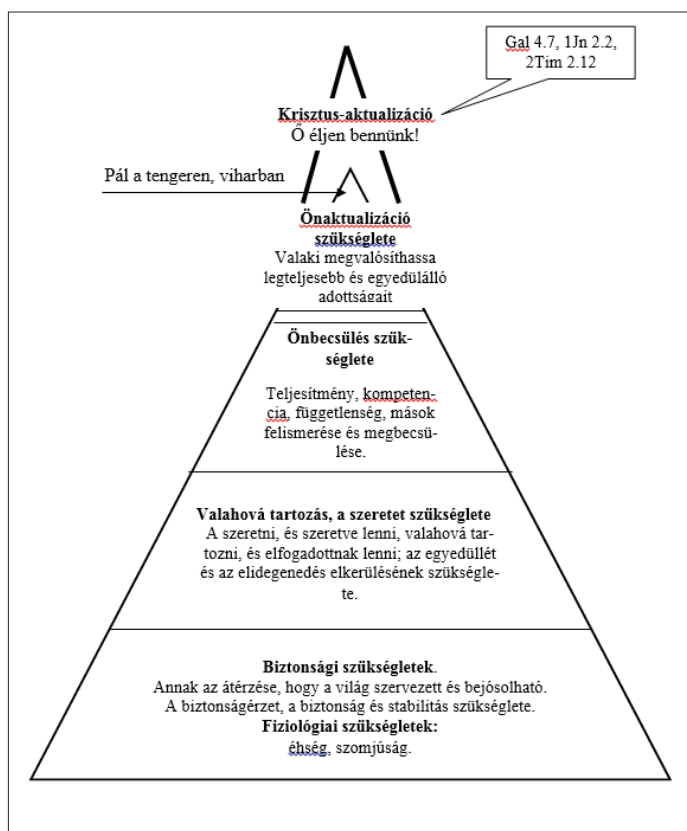 Gal 4.7, 1Jn 2.2,
2Tim 2.12
Krisztus-aktualizáció
Ő éljen bennünk!
Pál a tengeren, viharban
Önaktualizáció
szükséglete
Valaki megvalósíthassa
legteljesebb és egyedülálló
adottságait
Önbecsülés szük-
séglete
Teljesítmény, kompeten-
cia, függetlenség, mások
felismerése és megbecsü-
lése.
Valahová tartozás, a szeretet szükséglete
A szeretni, és szeretve lenni, valahová tar-
tozni, és elfogadottnak lenni; az egyedüllét
és az elidegenedés elkerülésének szükségle-
te.
Biztonsági szükségletek.
Annak az átérzése, hogy a világ szervezett és bejósolható.
A biztonságérzet, a biztonság és stabilitás szükséglete.
Fiziológiai szükségletek:
éhség, szomjúság.